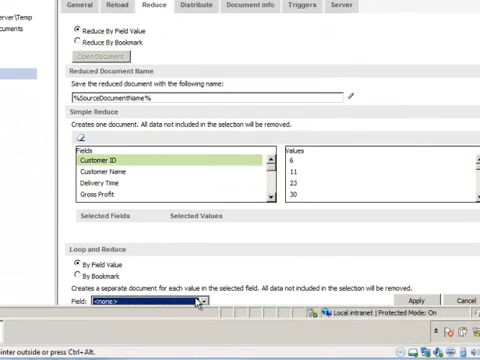 General Reload Reduce Distribute Document info Triggers Server
erver\Temp
cuments
Reduce By Field Value
Reduce By Bookmark
Open Document
Reduced Document Name
Save the reduced document with the following name:
%SourceDocumentName%
Simple Reduce
Creates one document. All data not included in the selection will be removed.
Fields Values
Customer ID 6
Customer Name 11
Delivery Time 23
Gross Profit 30
Selected Fields Selected Values
Loop and Reduce
By Field Value
By Bookmark
Creates a separate document for each value in the selected field. All data not included in the selection will be removed.
Field: <none> Apply Cancel
Local intranet | Protected Mode: On
ointer outside or press Ctrl+Alt.